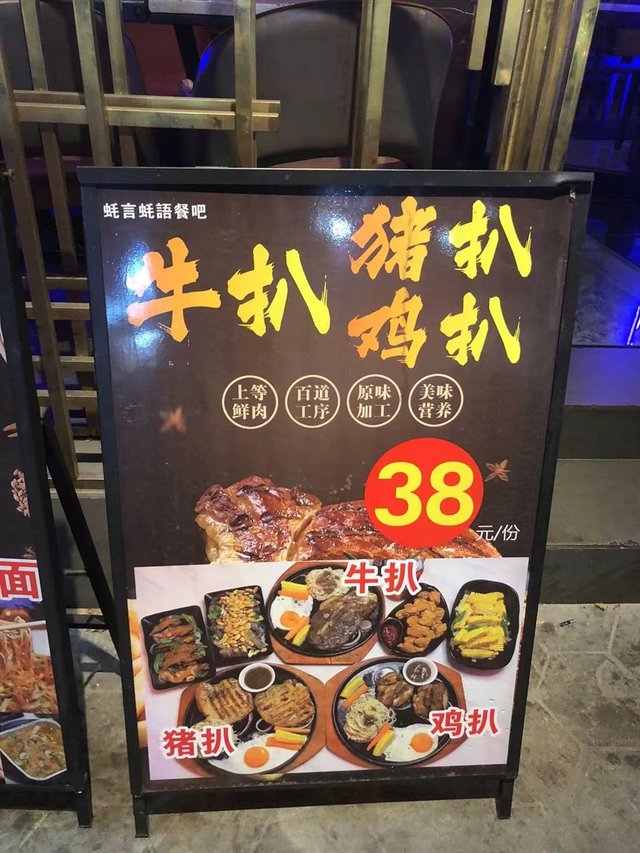 蚝言蚝語餐吧
牛扒
猪扒
鸡扒
上等
鲜肉
百道
工序
原味
加工
美味
营养
38
元/份
牛扒
猪扒
鸡扒
面